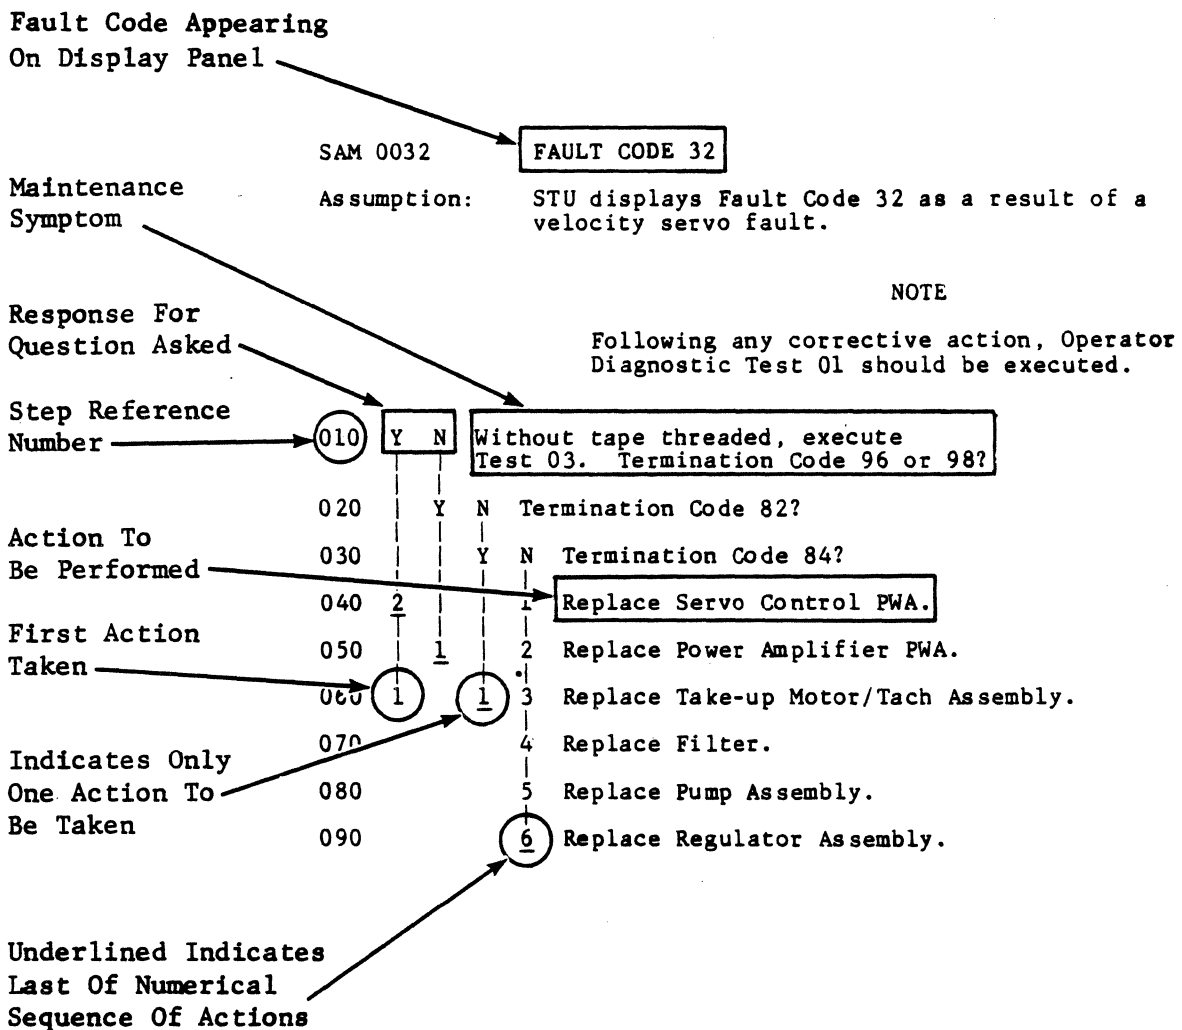 Fault Code Appearing
On Display Panel
SAM 0032 FAULT CODE 32
Maintenance
Symptom
Assumption: STU displays Fault Code 32 as a result of a
velocity servo fault.
NOTE
Response For
Question Asked
Following any corrective action, Operator
Diagnostic Test 01 should be executed.
Step Reference
Number
010 Y N Without tape threaded, execute
Test 03. Termination Code 96 or 98?
020 Y N Termination Code 82?
Action To
Be Performed
030 Y N Termination Code 84?
040 2 1 Replace Servo Control PWA.
First Action
Taken
050 1 2 Replace Power Amplifier PWA.
060 1 1 3 Replace Take-up Motor/Tach Assembly.
070 4 Replace Filter.
Indicates Only
One Action To
Be Taken
080 5 Replace Pump Assembly.
090 6 Replace Regulator Assembly.
Underlined Indicates
Last Of Numerical
Sequence Of Actions